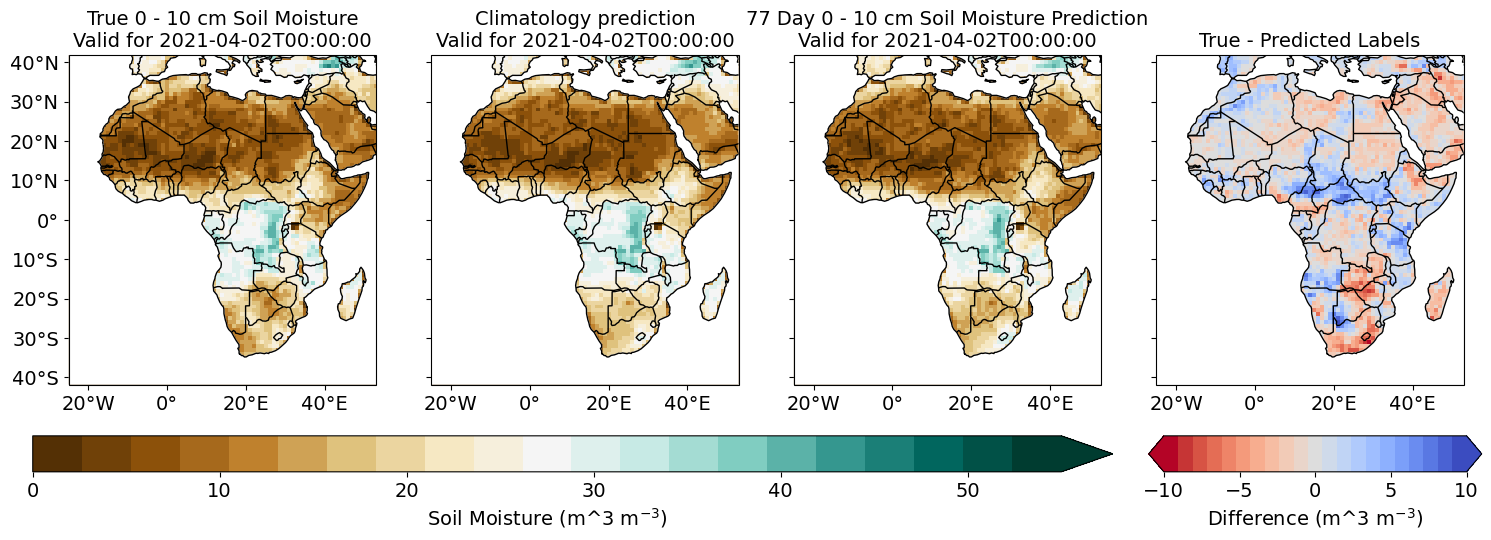 True 0 - 10 cm Soil Moisture
Valid for 2021-04-02T00:00:00
Climatology prediction
Valid for 2021-04-02T00:00:00
77 Day 0 - 10 cm Soil Moisture Prediction
Valid for 2021-04-02T00:00:00
True - Predicted Labels
40°N
30°N
20°N
10°N
0°
10°S
20°S
30°S
40°S
20°W 0° 20°E 40°E
20°W 0° 20°E 40°E
20°W 0° 20°E 40°E
20°W 0° 20°E 40°E
0 10 20 30 40 50
Soil Moisture (m^3 m⁻³)
−10 −5 0 5 10
Difference (m^3 m⁻³)